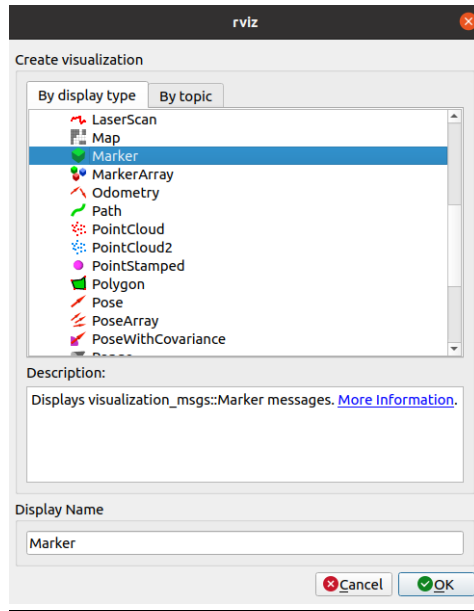 rviz
Create visualization
By display type
By topic
LaserScan
Map
Marker
MarkerArray
Odometry
Path
PointCloud
PointCloud2
PointStamped
Polygon
Pose
PoseArray
PoseWithCovariance
Description:
Displays visualization_msgs::Marker messages. More Information.
Display Name
Marker
Cancel
OK